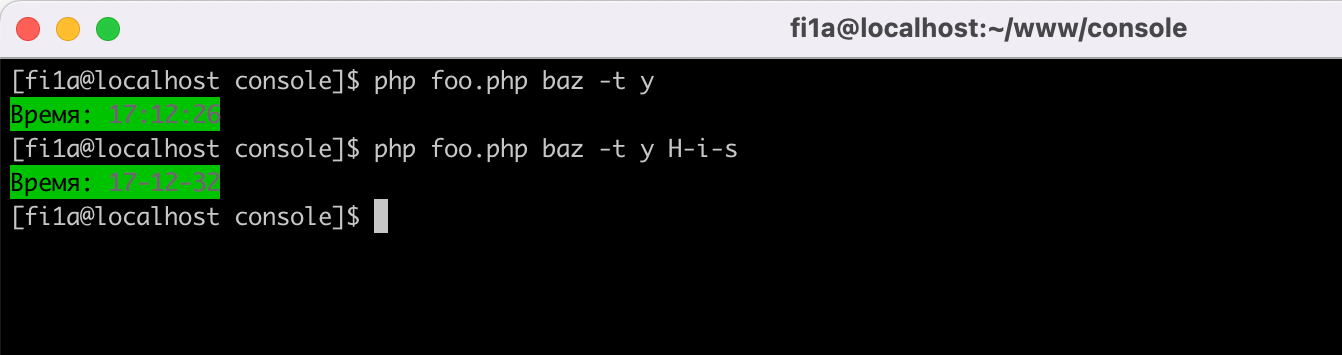 fi1a@localhost:~/www/console
[fi1a@localhost console]$ php foo.php baz -t y
Время: 17:12:26
[fi1a@localhost console]$ php foo.php baz -t y H-i-s
Время: 17-12-32
[fi1a@localhost console]$